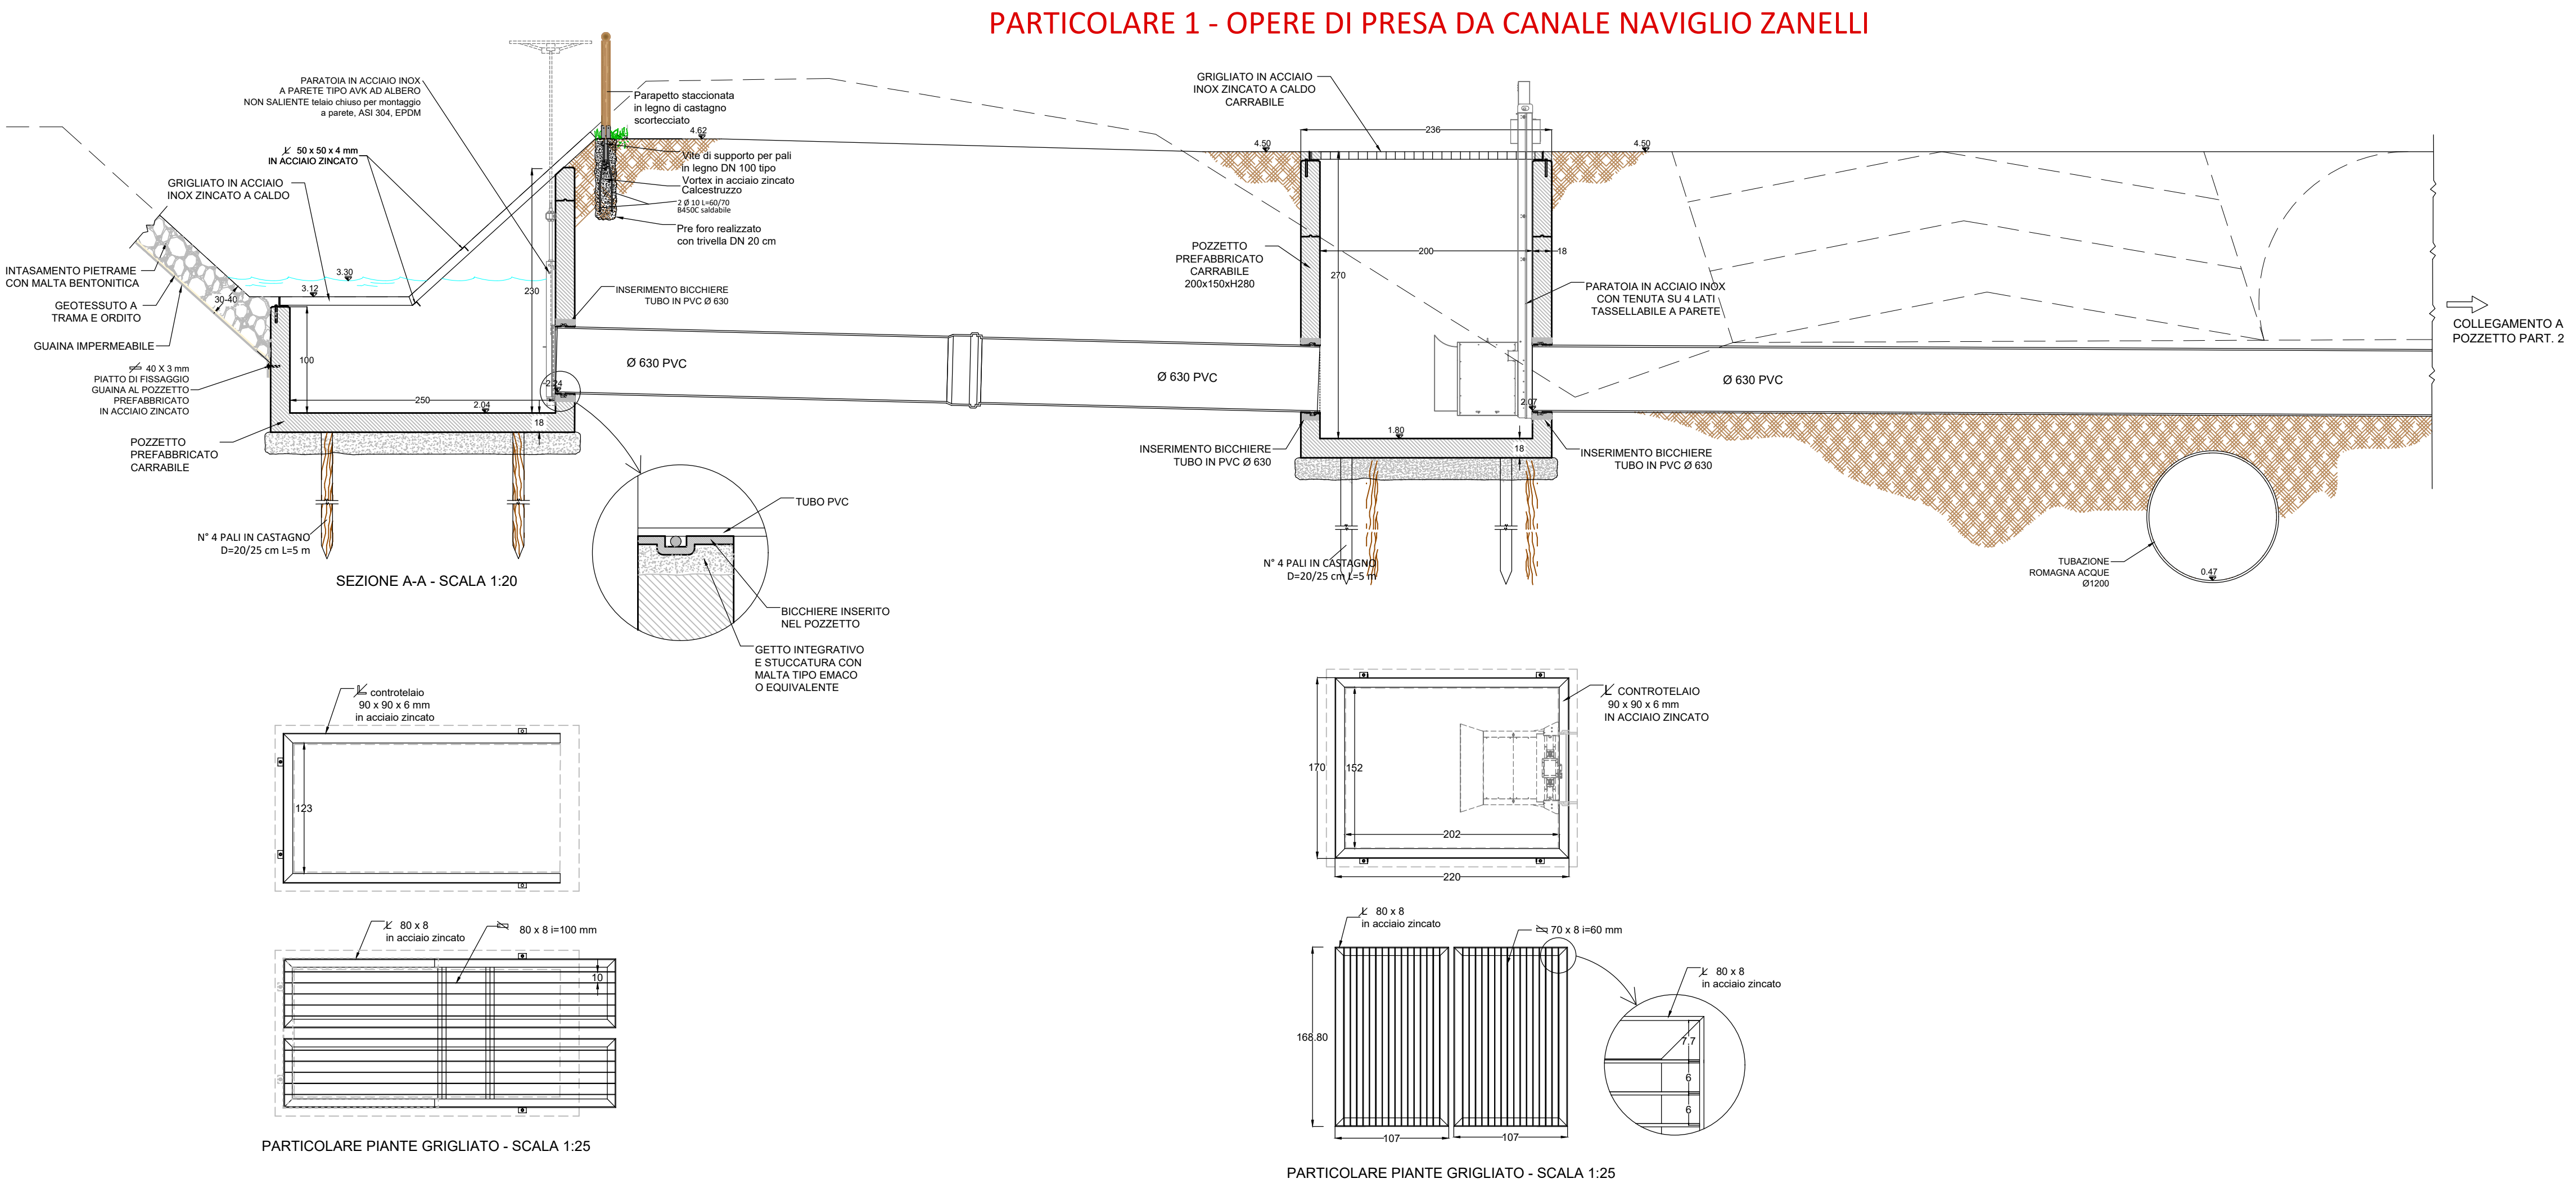 PARTICOLARE 1 - OPERE DI PRESA DA CANALE NAVIGLIO ZANELLI
PARATOIA IN ACCIAIO INOX
A PARETE TIPO AVK AD ALBERO
NON SALIENTE telaio chiuso per montaggio
a parete, ASI 304, EPDM
50 x 50 x 4 mm
IN ACCIAIO ZINCATO
GRIGLIATO IN ACCIAIO
INOX ZINCATO A CALDO
INTASAMENTO PIETRAME
CON MALTA BENTONITICA
GEOTESSUTO A
TRAMA E ORDITO
GUAINA IMPERMEABILE
40 X 3 mm
PIATTO DI FISSAGGIO
GUAINA AL POZZETTO
PREFABBRICATO
IN ACCIAIO ZINCATO
POZZETTO
PREFABBRICATO
CARRABILE
N° 4 PALI IN CASTAGNO
D=20/25 cm L=5 m
30-40
3.12
3.30
100
250
2.04
230
18
2.24
Parapetto staccionata
in legno di castagno
scortecciato
4.62
Vite di supporto per pali
in legno DN 100 tipo
Vortex in acciaio zincato
Calcestruzzo
2 Ø 10 L=60/70
B450C saldabile
Pre foro realizzato
con trivella DN 20 cm
INSERIMENTO BICCHIERE
TUBO IN PVC Ø 630
Ø 630 PVC
Ø 630 PVC
SEZIONE A-A - SCALA 1:20
TUBO PVC
BICCHIERE INSERITO
NEL POZZETTO
GETTO INTEGRATIVO
E STUCCATURA CON
MALTA TIPO EMACO
O EQUIVALENTE
GRIGLIATO IN ACCIAIO
INOX ZINCATO A CALDO
CARRABILE
236
4.50
4.50
POZZETTO
PREFABBRICATO
CARRABILE
200x150xH280
200
18
270
PARATOIA IN ACCIAIO INOX
CON TENUTA SU 4 LATI
TASSELLABILE A PARETE
Ø 630 PVC
2.07
1.80
18
INSERIMENTO BICCHIERE
TUBO IN PVC Ø 630
INSERIMENTO BICCHIERE
TUBO IN PVC Ø 630
N° 4 PALI IN CASTAGNO
D=20/25 cm L=5 m
COLLEGAMENTO A
POZZETTO PART. 2
TUBAZIONE
ROMAGNA ACQUE
Ø1200
0.47
controtelaio
90 x 90 x 6 mm
in acciaio zincato
123
80 x 8
in acciaio zincato
80 x 8 i=100 mm
10
PARTICOLARE PIANTE GRIGLIATO - SCALA 1:25
CONTROTELAIO
90 x 90 x 6 mm
IN ACCIAIO ZINCATO
170
152
202
220
80 x 8
in acciaio zincato
70 x 8 i=60 mm
168.80
107
107
80 x 8
in acciaio zincato
7.7
6
6
PARTICOLARE PIANTE GRIGLIATO - SCALA 1:25